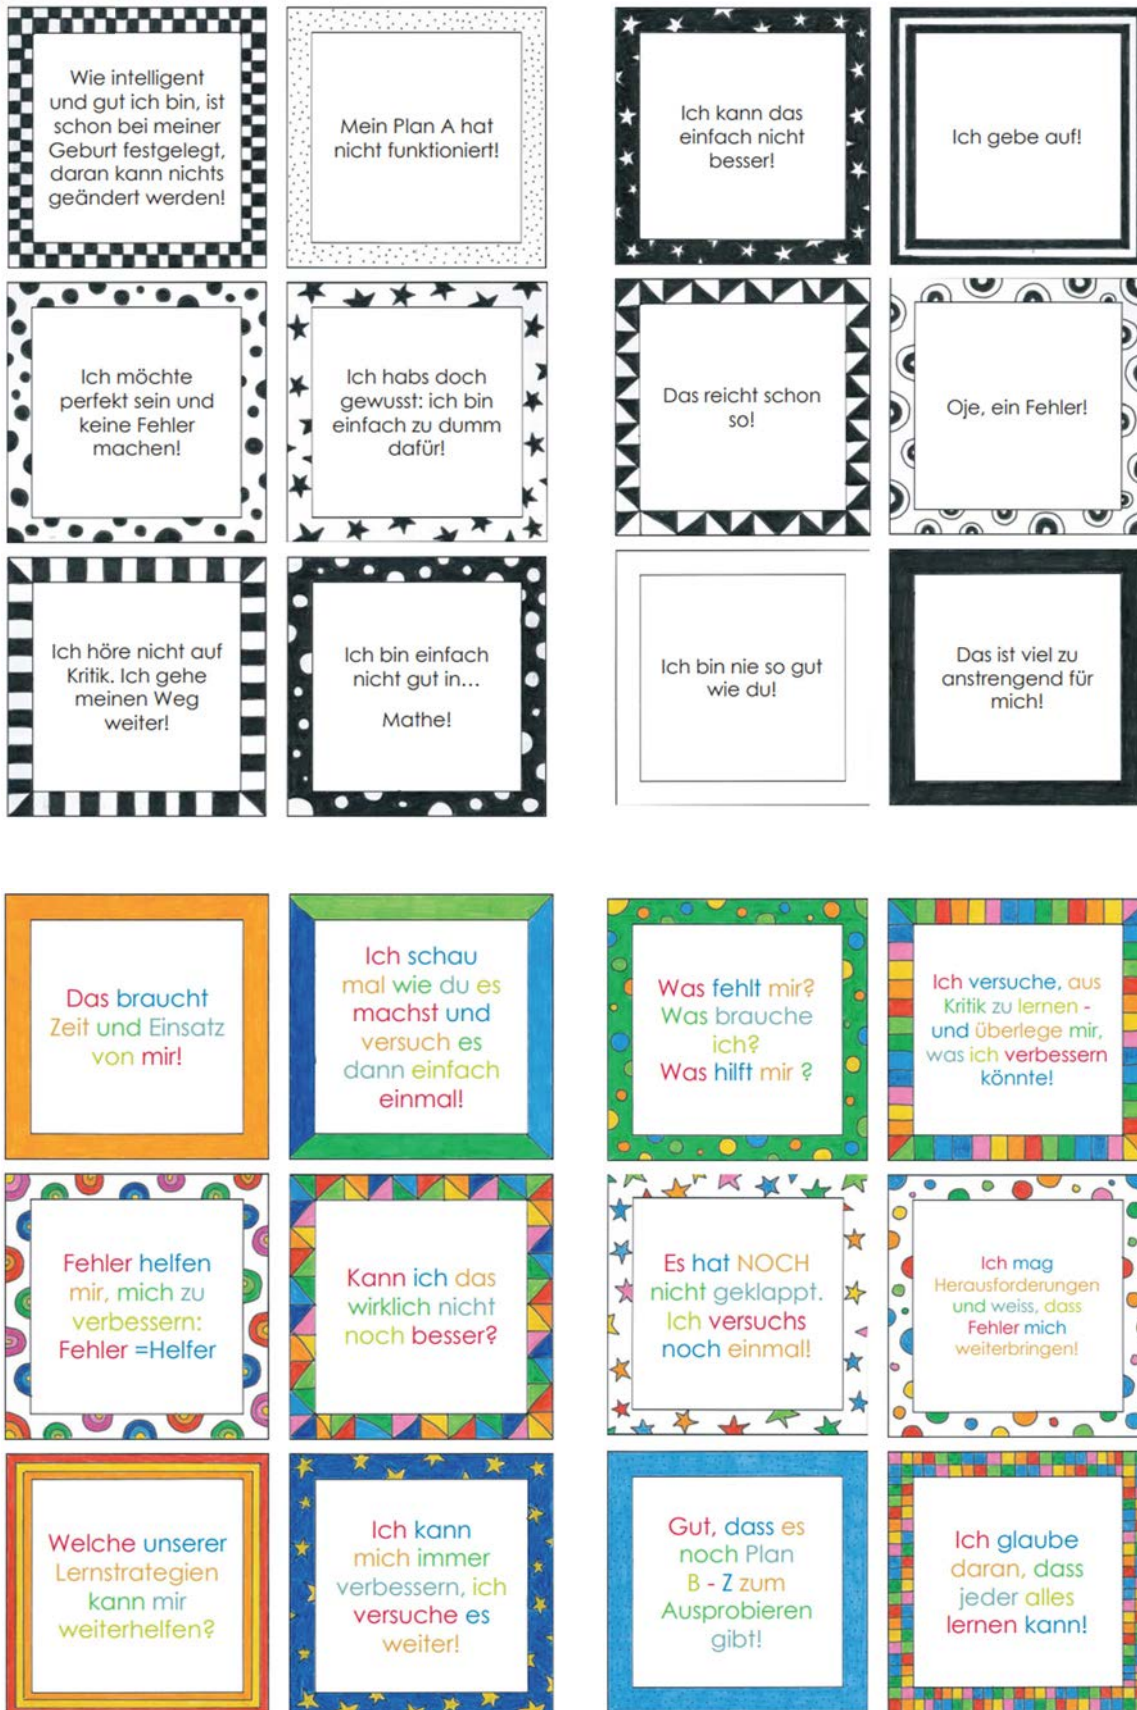 Wie intelligent
und gut ich bin, ist
schon bei meiner
Geburt festgelegt,
daran kann nichts
geändert werden!
Mein Plan A hat
nicht funktioniert!
Ich kann das
einfach nicht
besser!
Ich gebe auf!
Ich möchte
perfekt sein und
keine Fehler
machen!
Ich habs doch
gewusst: ich bin
einfach zu dumm
dafür!
Das reicht schon
so!
Oje, ein Fehler!
Ich höre nicht auf
Kritik. Ich gehe
meinen Weg
weiter!
Ich bin einfach
nicht gut in...
Mathe!
Ich bin nie so gut
wie du!
Das ist viel zu
anstrengend für
mich!
Das braucht
Zeit und Einsatz
von mir!
Ich schau
mal wie du es
machst und
versuch es
dann einfach
einmal!
Was fehlt mir?
Was brauche
ich?
Was hilft mir ?
Ich versuche, aus
Kritik zu lernen -
und überlege mir,
was ich verbessern
könnte!
Fehler helfen
mir, mich zu
verbessern:
Fehler =Helfer
Kann ich das
wirklich nicht
noch besser?
Es hat NOCH
nicht geklappt.
Ich versuchs
noch einmal!
Ich mag
Herausforderungen
und weiss, dass
Fehler mich
weiterbringen!
Welche unserer
Lernstrategien
kann mir
weiterhelfen?
Ich kann
mich immer
verbessern, ich
versuche es
weiter!
Gut, dass es
noch Plan
B - Z zum
Ausprobieren
gibt!
Ich glaube
daran, dass
jeder alles
lernen kann!